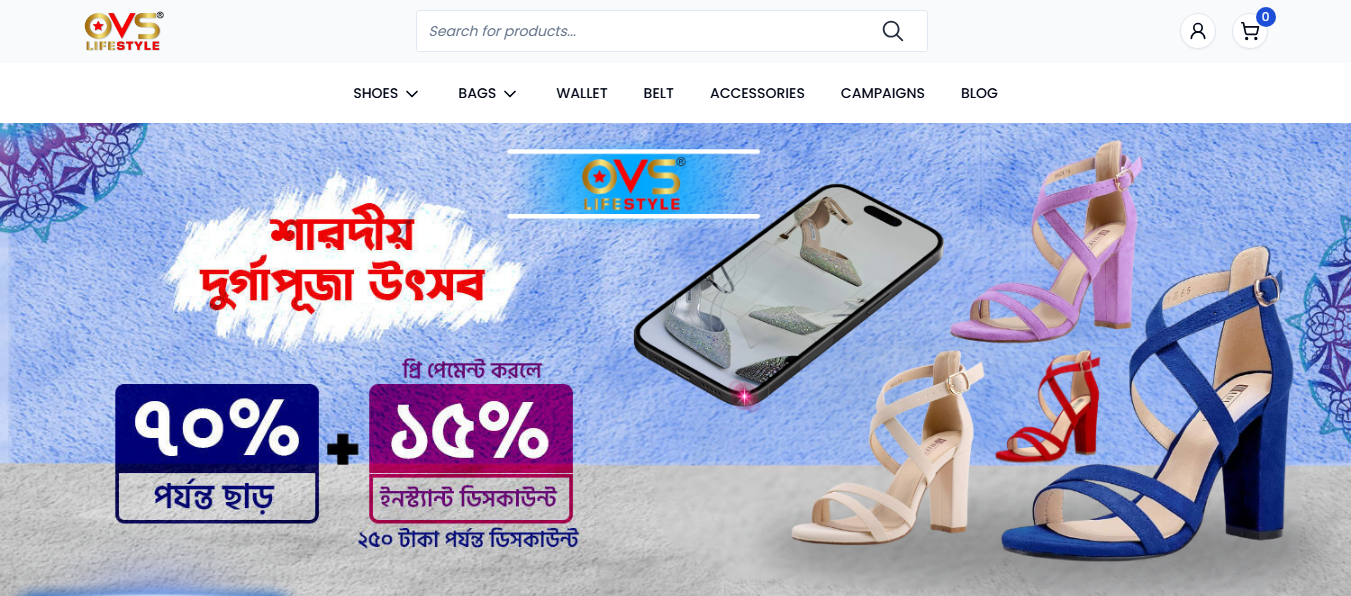 OVS®
LIFESTYLE
Search for products...
0
SHOES
BAGS
WALLET
BELT
ACCESSORIES
CAMPAIGNS
BLOG
OVS®
LIFESTYLE
শারদীয়
দুর্গাপূজা উৎসব
প্রি পেমেন্ট করলে
৭০%
+
১৫%
পর্যন্ত ছাড়
ইনস্ট্যান্ট ডিসকাউন্ট
২৫০ টাকা পর্যন্ত ডিসকাউন্ট